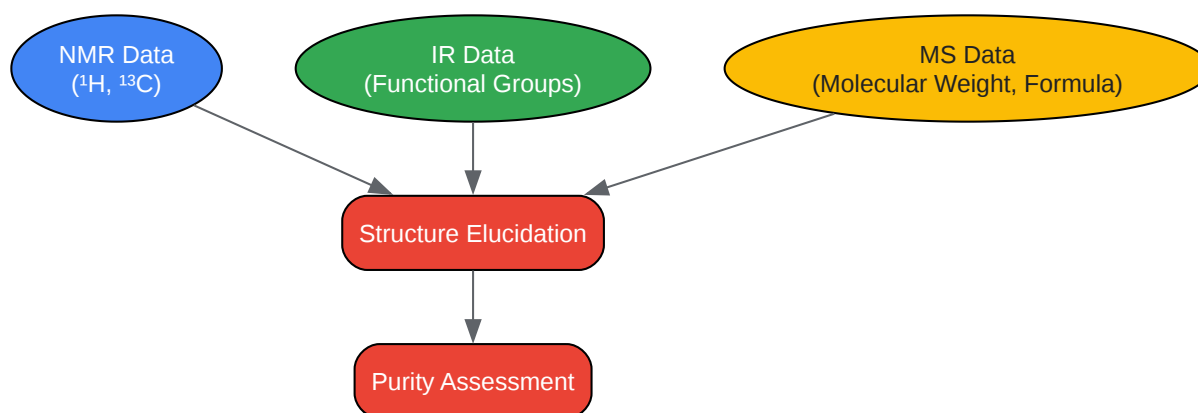 NMR Data
(¹H, ¹³C)
IR Data
(Functional Groups)
MS Data
(Molecular Weight, Formula)
Structure Elucidation
Purity Assessment